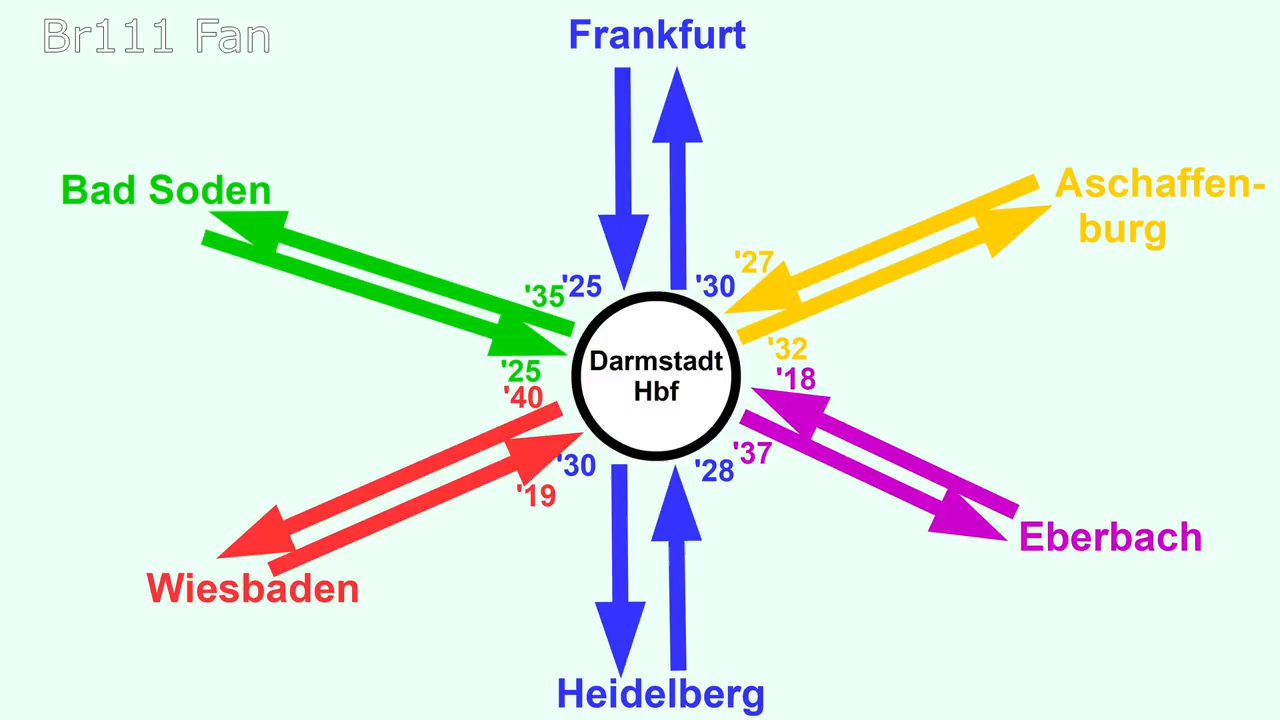 Br111 Fan
Frankfurt
Bad Soden
Aschaffen-
burg
'27
'35
'25
'30
'32
Darmstadt
Hbf
'25
'18
'40
'37
'30
'28
'19
Eberbach
Wiesbaden
Heidelberg